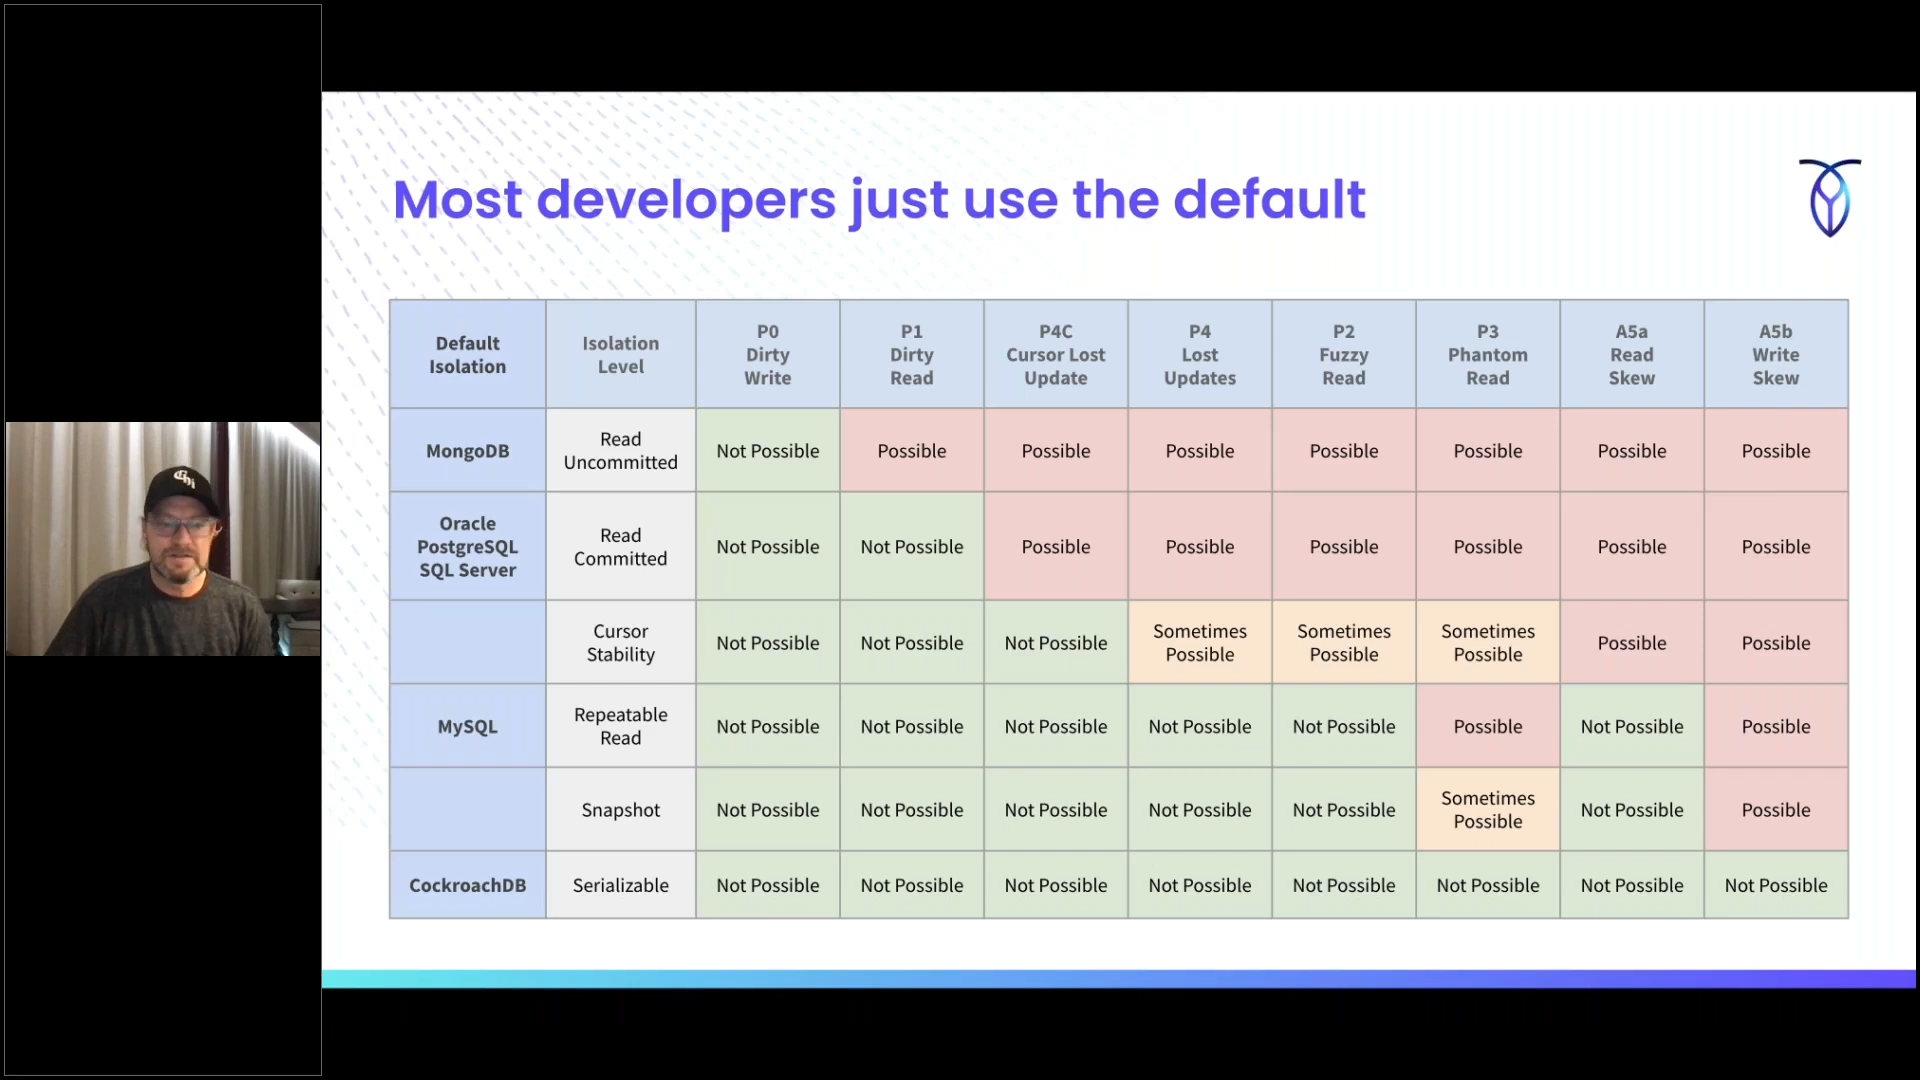 Most developers just use the default
Default
Isolation
Isolation
Level
P0
Dirty
Write
P1
Dirty
Read
P4C
Cursor Lost
Update
P4
Lost
Updates
P2
Fuzzy
Read
P3
Phantom
Read
A5a
Read
Skew
A5b
Write
Skew
MongoDB
Read
Uncommitted
Not Possible
Possible
Possible
Possible
Possible
Possible
Possible
Possible
Oracle
PostgreSQL
SQL Server
Read
Committed
Not Possible
Not Possible
Possible
Possible
Possible
Possible
Possible
Possible
Cursor
Stability
Not Possible
Not Possible
Not Possible
Sometimes
Possible
Sometimes
Possible
Sometimes
Possible
Possible
Possible
MySQL
Repeatable
Read
Not Possible
Not Possible
Not Possible
Not Possible
Not Possible
Possible
Not Possible
Possible
Snapshot
Not Possible
Not Possible
Not Possible
Not Possible
Not Possible
Sometimes
Possible
Not Possible
Possible
CockroachDB
Serializable
Not Possible
Not Possible
Not Possible
Not Possible
Not Possible
Not Possible
Not Possible
Not Possible
Chi